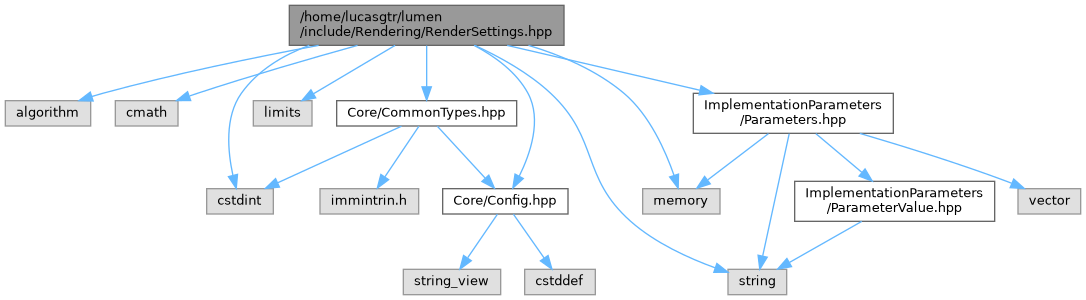 /home/lucasgtr/lumen
/include/Rendering/RenderSettings.hpp
algorithm
cmath
limits
Core/CommonTypes.hpp
ImplementationParameters
/Parameters.hpp
cstdint
immintrin.h
Core/Config.hpp
memory
ImplementationParameters
/ParameterValue.hpp
vector
string_view
cstddef
string